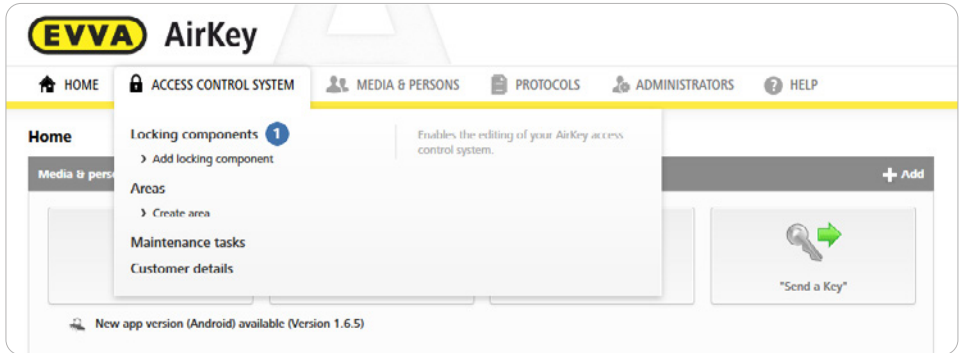 EVVA AirKey
HOME ACCESS CONTROL SYSTEM MEDIA & PERSONS PROTOCOLS ADMINISTRATORS ? HELP
Home
Locking components 1
Enables the editing of your AirKey access
control system.
› Add locking component
Media & pers
Add
Areas
› Create area
Maintenance tasks
Customer details
"Send a Key"
New app version (Android) available (Version 1.6.5)